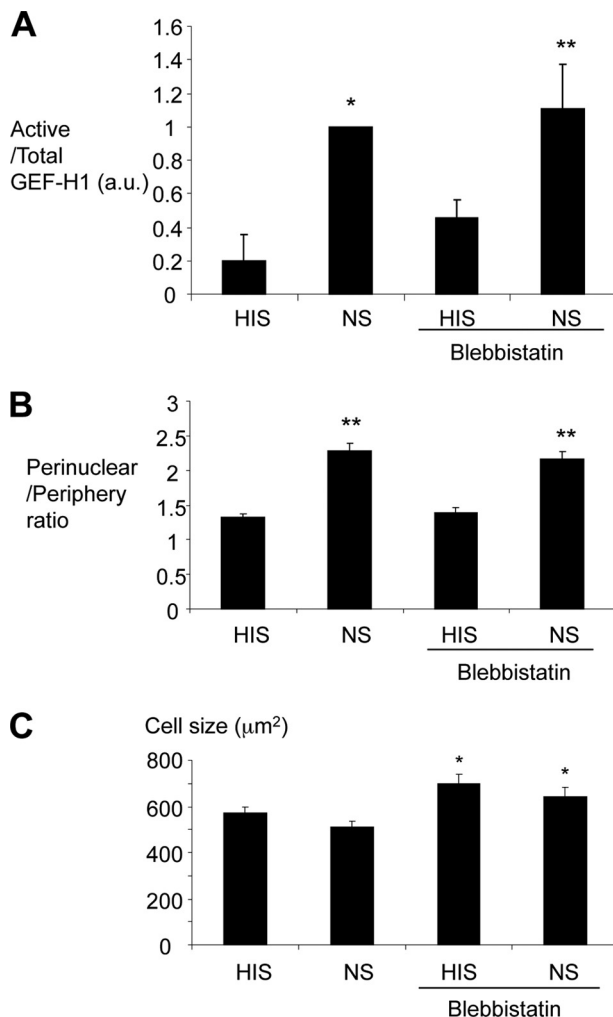 A
Active
/Total
GEF-H1 (a.u.)
1.6
1.4
1.2
1
0.8
0.6
0.4
0.2
0
*
**
HIS NS HIS NS
Blebbistatin
B
Perinuclear
/Periphery
ratio
3
2.5
2
1.5
1
0.5
0
** **
HIS NS HIS NS
Blebbistatin
C
Cell size (μm²)
800
600
400
200
0
* *
HIS NS HIS NS
Blebbistatin